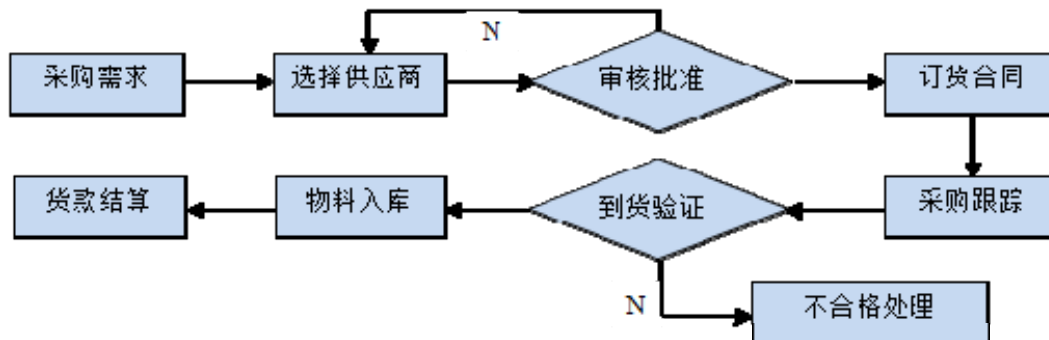 N
采购需求
选择供应商
审核批准
订货合同
货款结算
物料入库
到货验证
采购跟踪
N
不合格处理